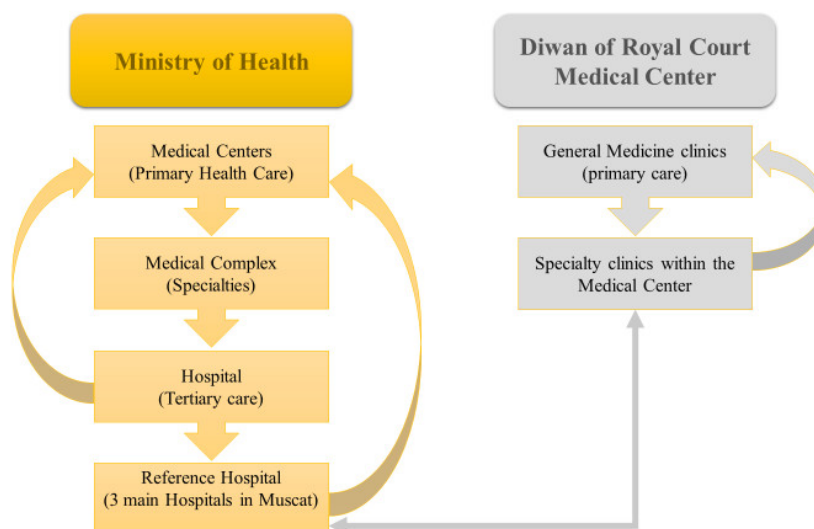 Ministry of Health
Medical Centers
(Primary Health Care)
Medical Complex
(Specialties)
Hospital
(Tertiary care)
Reference Hospital
(3 main Hospitals in Muscat)
Diwan of Royal Court
Medical Center
General Medicine clinics
(primary care)
Specialty clinics within the
Medical Center